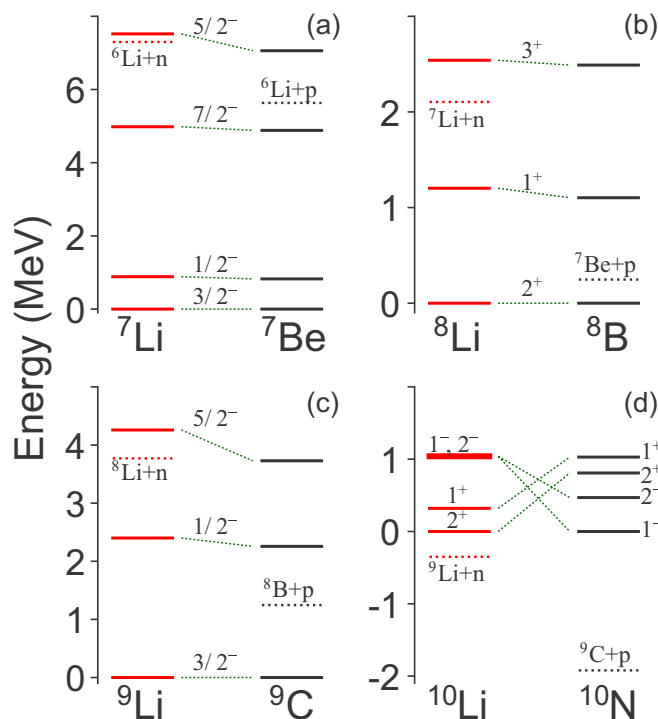 Energy (MeV)
(a)
6
4
2
0
5/2⁻
⁶Li+n
⁶Li+p
7/2⁻
1/2⁻
3/2⁻
⁷Li
⁷Be
(b)
2
1
0
3⁺
⁷Li+n
1⁺
⁷Be+p
2⁺
⁸Li
⁸B
(c)
4
3
2
1
0
5/2⁻
⁸Li+n
1/2⁻
⁸B+p
3/2⁻
⁹Li
⁹C
(d)
1
0
-1
-2
1⁻, 2⁻
1⁺
2⁺
⁹Li+n
1⁺
2⁺
2⁻
1⁻
⁹C+p
¹⁰Li
¹⁰N